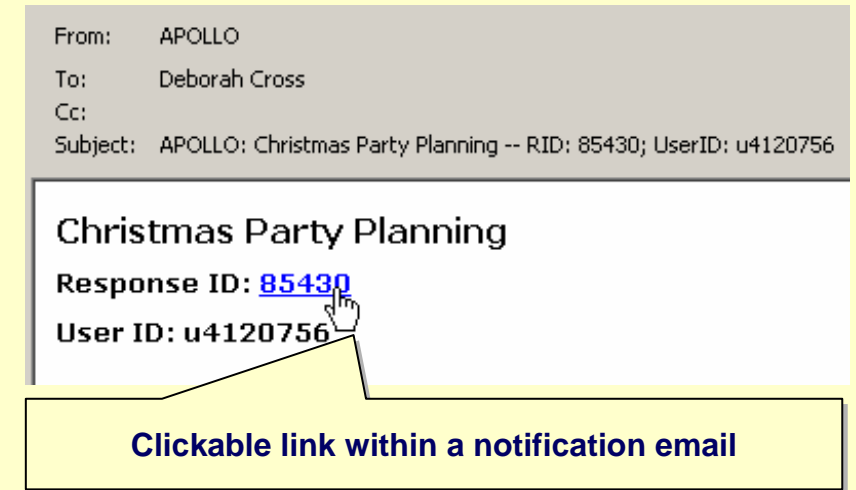 From: APOLLO
To: Deborah Cross
Cc:
Subject: APOLLO: Christmas Party Planning -- RID: 85430; UserID: u4120756
Christmas Party Planning
Response ID: 85430
User ID: u4120756
Clickable link within a notification email